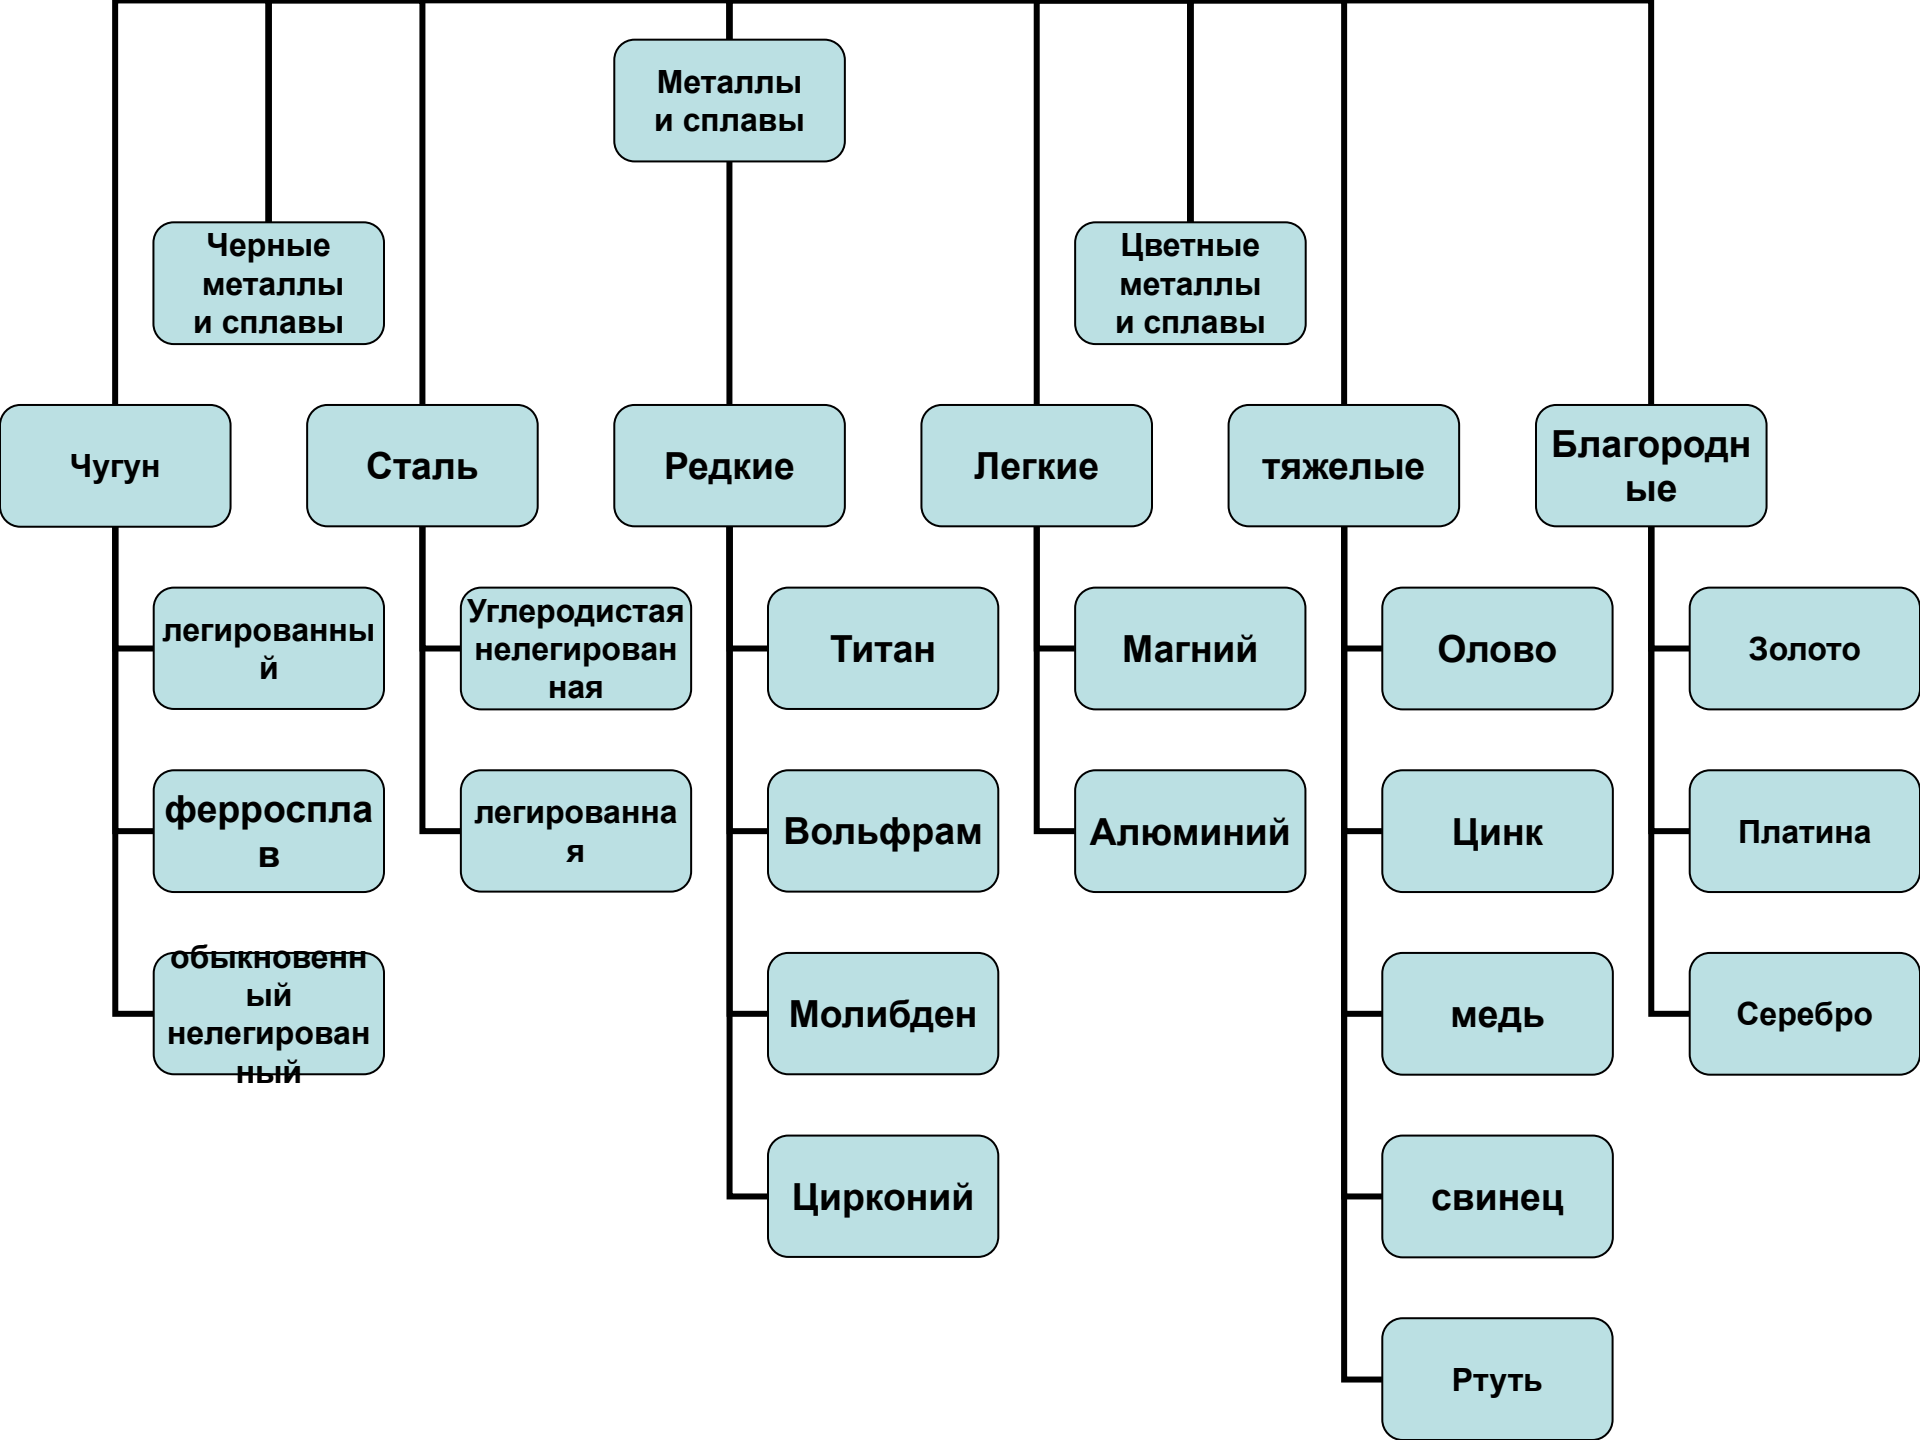 Металлы
и сплавы
Черные
металлы
и сплавы
Цветные
металлы
и сплавы
Чугун
Сталь
Редкие
Легкие
тяжелые
Благородн
ые
легированны
й
Углеродистая
нелегирован
ная
Титан
Магний
Олово
Золото
ферроспла
в
легированна
я
Вольфрам
Алюминий
Цинк
Платина
обыкновенн
ый
нелегирован
ный
Молибден
медь
Серебро
Цирконий
свинец
Ртуть